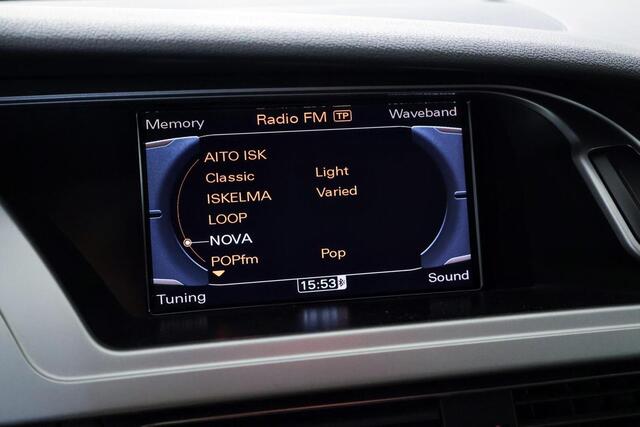 Memory Radio FM TP Waveband
AITO ISK
Classic Light
ISKELMA Varied
LOOP
NOVA
POPfm Pop
Tuning 15:53 Sound